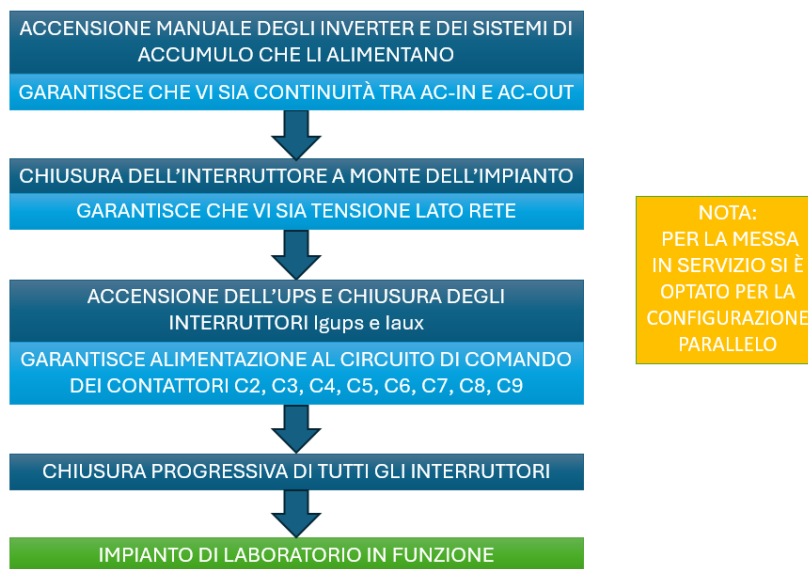 ACCENSIONE MANUALE DEGLI INVERTER E DEI SISTEMI DI
ACCUMULO CHE LI ALIMENTANO
GARANTISCE CHE VI SIA CONTINUITÀ TRA AC-IN E AC-OUT
CHIUSURA DELL'INTERRUTTORE A MONTE DELL'IMPIANTO
GARANTISCE CHE VI SIA TENSIONE LATO RETE
ACCENSIONE DELL'UPS E CHIUSURA DEGLI
INTERRUTTORI Igups e Iaux
GARANTISCE ALIMENTAZIONE AL CIRCUITO DI COMANDO
DEI CONTATTORI C2, C3, C4, C5, C6, C7, C8, C9
CHIUSURA PROGRESSIVA DI TUTTI GLI INTERRUTTORI
IMPIANTO DI LABORATORIO IN FUNZIONE
NOTA:
PER LA MESSA
IN SERVIZIO SI È
OPTATO PER LA
CONFIGURAZIONE
PARALLELO